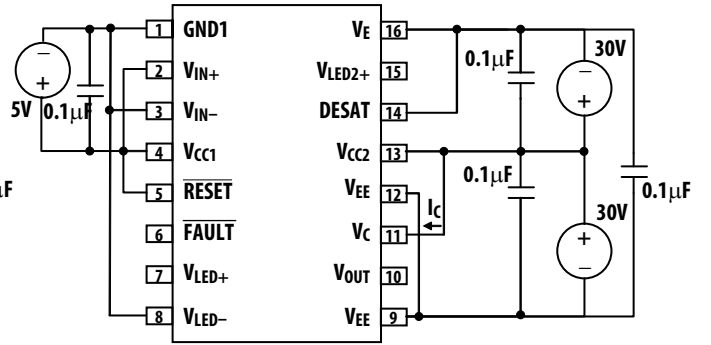 1 GND1 VE 16
2 VIN+ VLED2+ 15
3 VIN– DESAT 14
4 VCC1 VCC2 13
5 RESET VEE 12
6 FAULT VC 11
7 VLED+ VOUT 10
8 VLED– VEE 9
–
+
5V
0.1μF
μF
0.1μF
0.1μF
IC
30V
–
+
0.1μF
30V
+
–